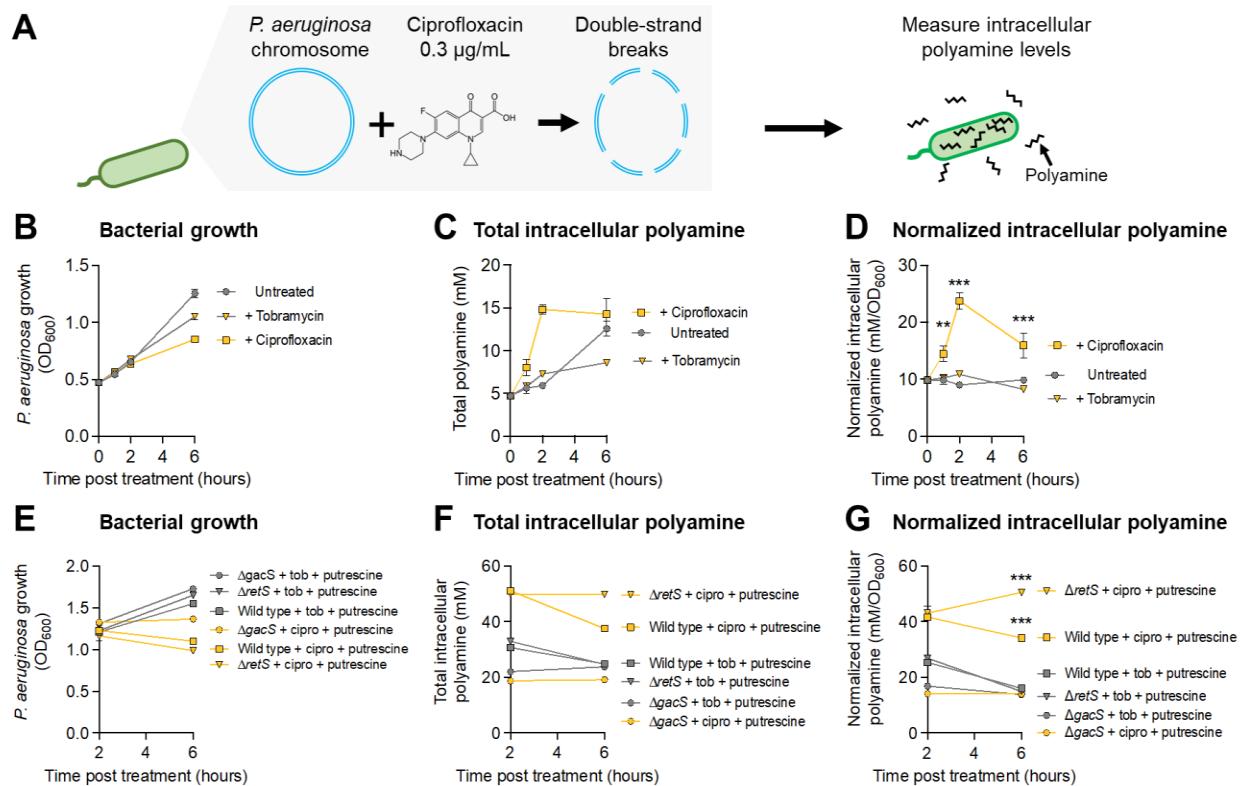 A
P. aeruginosa
chromosome
Ciprofloxacin
0.3 µg/mL
Double-strand
breaks
Measure intracellular
polyamine levels
F
O
O
OH
N
N
HN
Polyamine
B Bacterial growth
P. aeruginosa growth
(OD600)
1.5
1.0
0.5
0.0
0 2 4 6
Time post treatment (hours)
Untreated
+ Tobramycin
+ Ciprofloxacin
C Total intracellular polyamine
Total polyamine (mM)
20
15
10
5
0
0 2 4 6
Time post treatment (hours)
+ Ciprofloxacin
Untreated
+ Tobramycin
D Normalized intracellular polyamine
Normalized intracellular
polyamine (mM/OD600)
30
20
10
0
0 2 4 6
Time post treatment (hours)
**
***
***
+ Ciprofloxacin
Untreated
+ Tobramycin
E Bacterial growth
P. aeruginosa growth
(OD600)
2.0
1.5
1.0
0.5
0.0
2 6
Time post treatment (hours)
ΔgacS + tob + putrescine
ΔretS + tob + putrescine
Wild type + tob + putrescine
ΔgacS + cipro + putrescine
Wild type + cipro + putrescine
ΔretS + cipro + putrescine
F Total intracellular polyamine
Total intracellular
polyamine (mM)
60
40
20
0
2 6
Time post treatment (hours)
ΔretS + cipro + putrescine
Wild type + cipro + putrescine
Wild type + tob + putrescine
ΔretS + tob + putrescine
ΔgacS + tob + putrescine
ΔgacS + cipro + putrescine
G Normalized intracellular polyamine
Normalized intracellular
polyamine (mM/OD600)
60
40
20
0
2 6
Time post treatment (hours)
***
***
ΔretS + cipro + putrescine
Wild type + cipro + putrescine
Wild type + tob + putrescine
ΔretS + tob + putrescine
ΔgacS + tob + putrescine
ΔgacS + cipro + putrescine